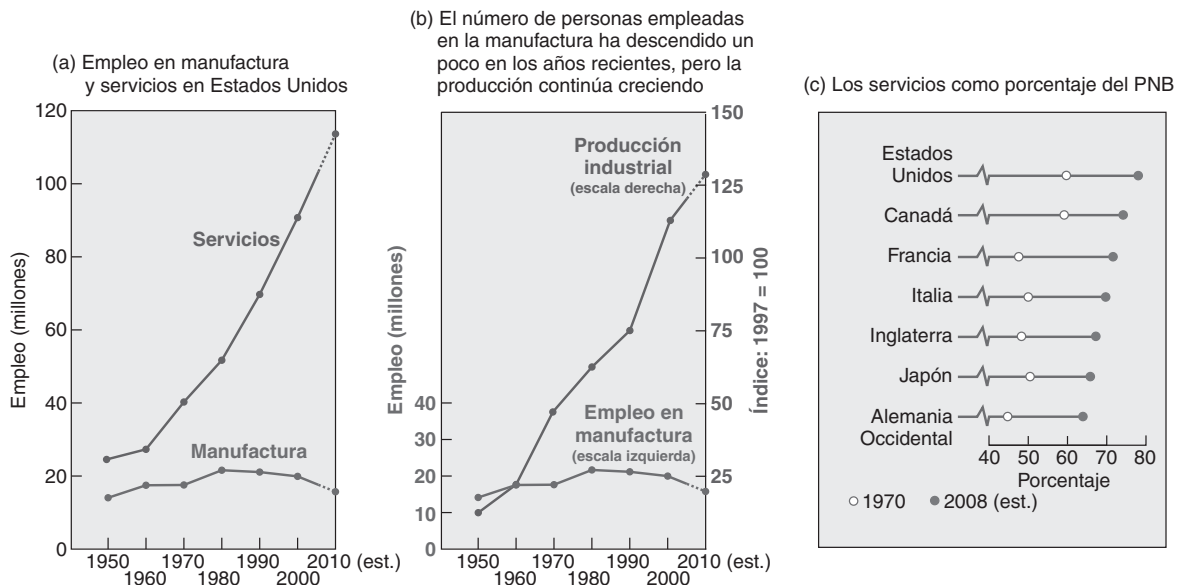 (a) Empleo en manufactura
y servicios en Estados Unidos
120
100
80
60
40
20
0
Empleo (millones)
Servicios
Manufactura
1950
1960
1970
1980
1990
2000
2010
(est.)
(b) El número de personas empleadas
en la manufactura ha descendido un
poco en los años recientes, pero la
producción continúa creciendo
Empleo (millones)
40
30
20
10
0
150
125
100
75
50
25
0
Índice: 1997 = 100
Producción
industrial
(escala derecha)
Empleo en
manufactura
(escala izquierda)
1950
1960
1970
1980
1990
2000
2010
(est.)
(c) Los servicios como porcentaje del PNB
Estados
Unidos
Canadá
Francia
Italia
Inglaterra
Japón
Alemania
Occidental
40 50 60 70 80
Porcentaje
1970 2008 (est.)